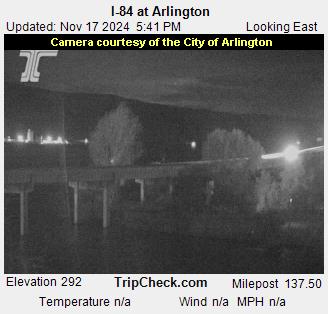 I-84 at Arlington
Updated: Nov 17 2024 5:41 PM Looking East
Camera courtesy of the City of Arlington
Elevation 292 TripCheck.com Milepost 137.50
Temperature n/a Wind n/a MPH n/a